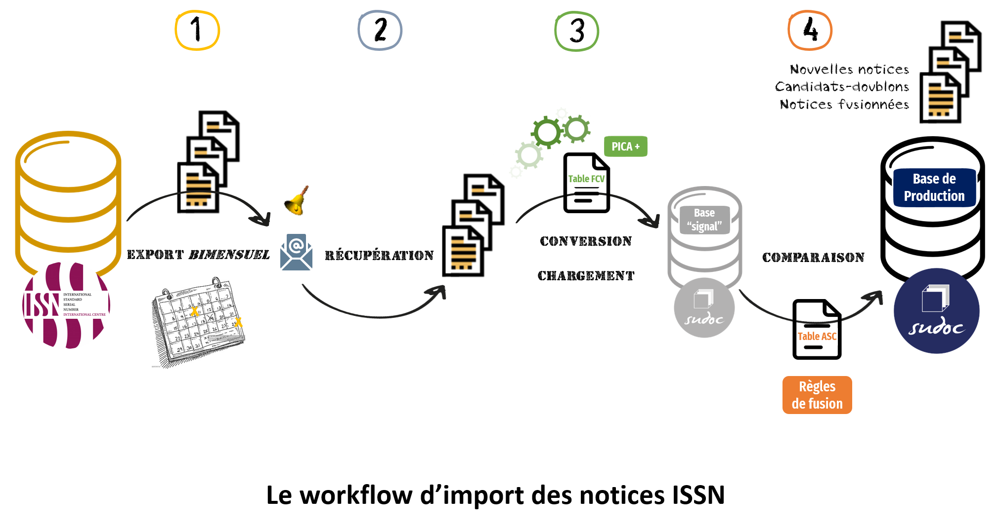 1
2
3
4
Nouvelles notices
Candidats-doublons
Notices fusionnées
PICA +
Table FCV
Base de
Production
Base
“signal”
CONVERSION
EXPORT BIMENSUEL
@
RÉCUPÉRATION
COMPARAISON
CHARGEMENT
ISSN
INTERNATIONAL
STANDARD
SERIAL
NUMBER
INTERNATIONAL CENTRE
sudoc
Table ASC
sudoc
Règles
de fusion
Le workflow d’import des notices ISSN